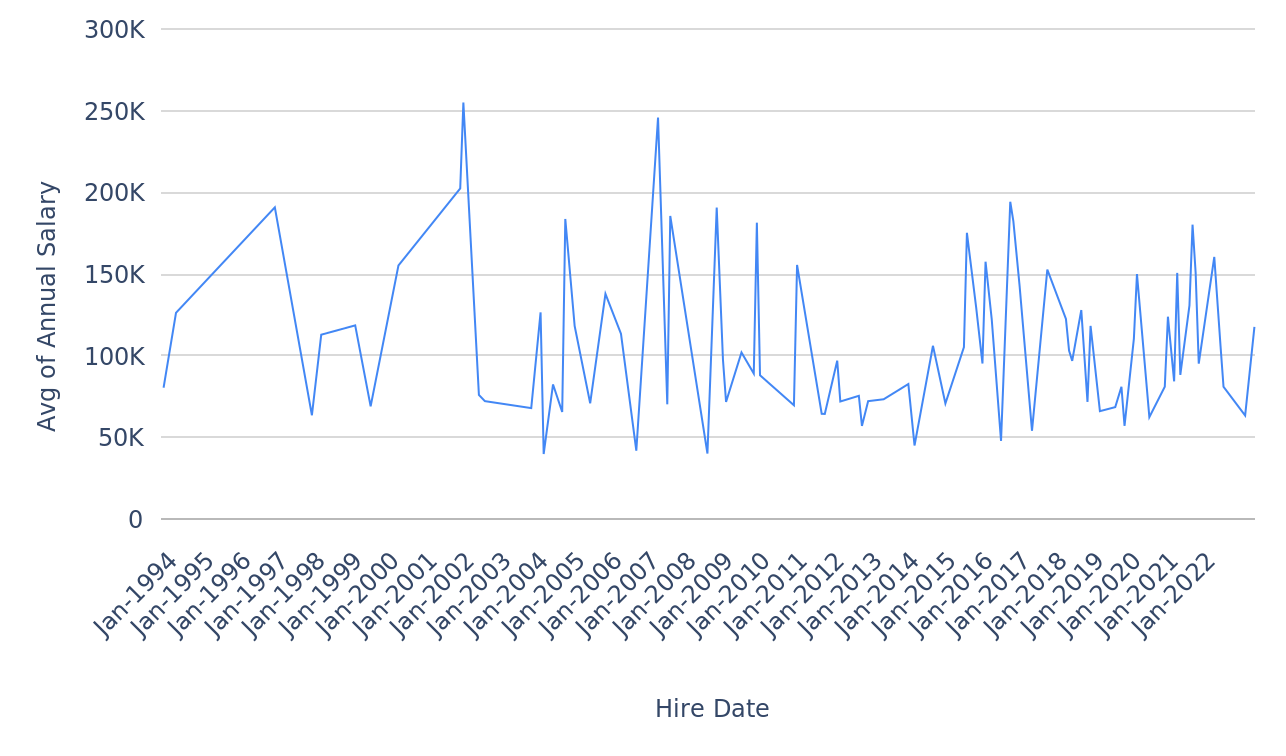 300K
250K
200K
150K
100K
50K
0
Avg of Annual Salary
Jan-1994
Jan-1995
Jan-1996
Jan-1997
Jan-1998
Jan-1999
Jan-2000
Jan-2001
Jan-2002
Jan-2003
Jan-2004
Jan-2005
Jan-2006
Jan-2007
Jan-2008
Jan-2009
Jan-2010
Jan-2011
Jan-2012
Jan-2013
Jan-2014
Jan-2015
Jan-2016
Jan-2017
Jan-2018
Jan-2019
Jan-2020
Jan-2021
Jan-2022
Hire Date